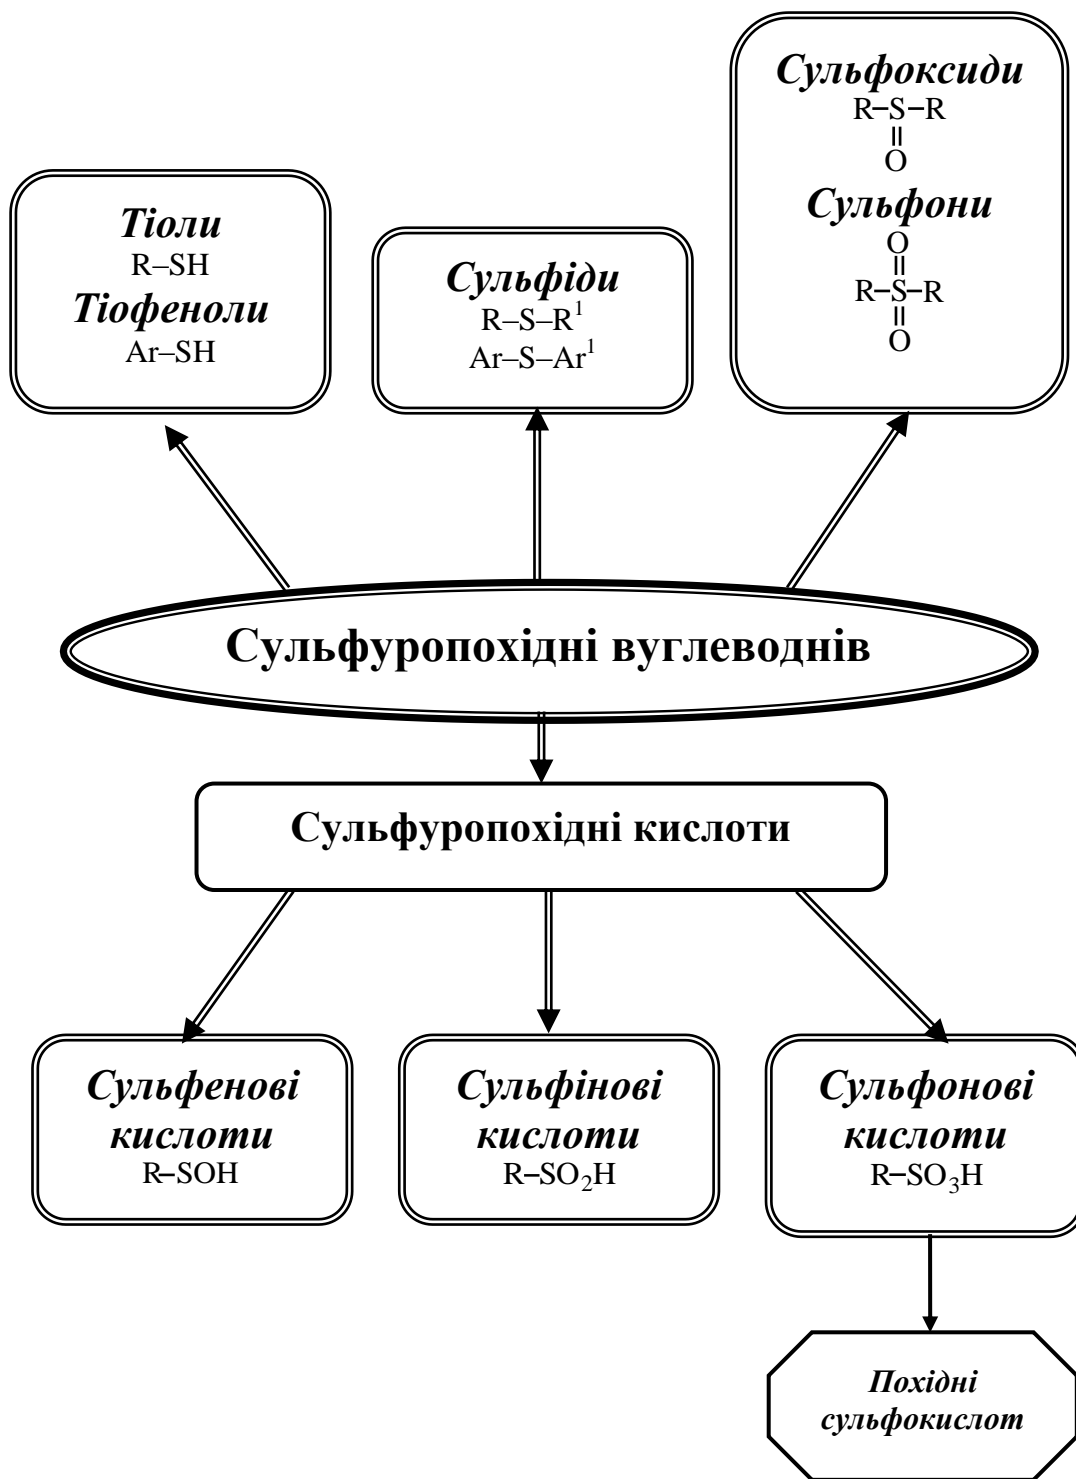 Тіоли
R–SH
Тіофеноли
Ar–SH
Сульфіди
R–S–R¹
Ar–S–Ar¹
Сульфоксиди
R–S–R
=
O
Сульфони
O
=
R–S–R
=
O
Сульфуропохідні вуглеводнів
Сульфуропохідні кислоти
Сульфенові
кислоти
R–SOH
Сульфінові
кислоти
R–SO₂H
Сульфонові
кислоти
R–SO₃H
Похідні
сульфокислот